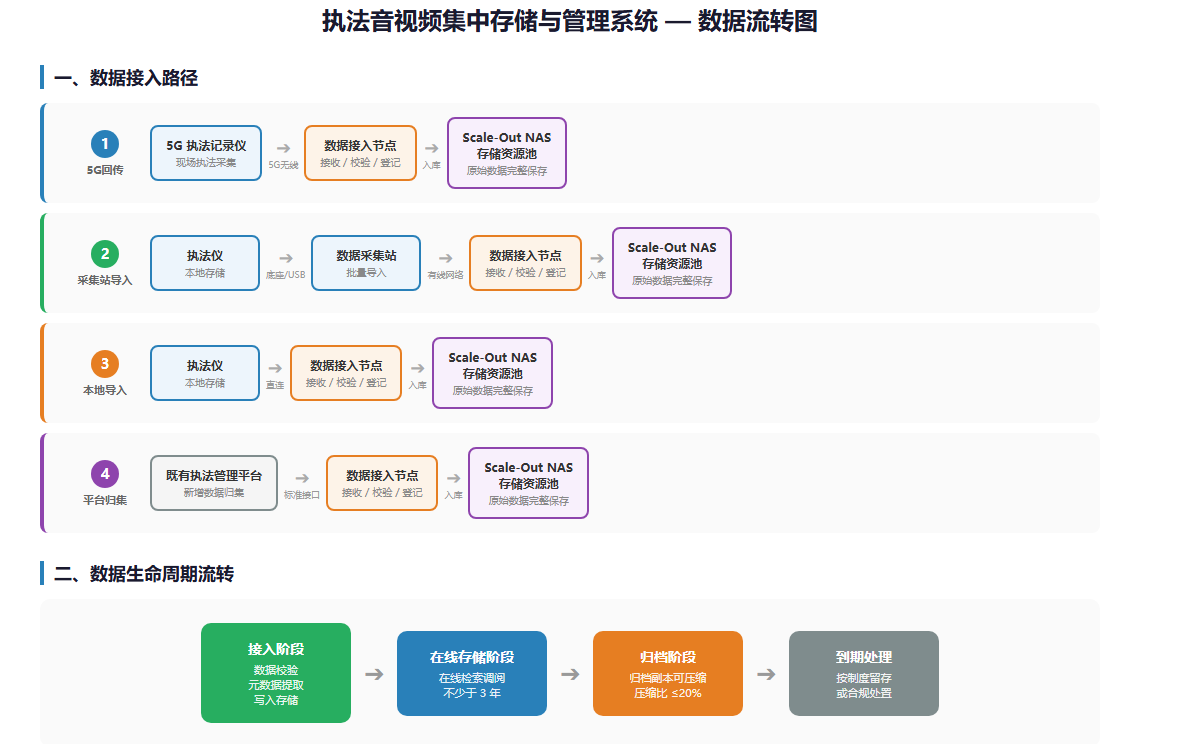 执法音视频集中存储与管理系统 — 数据流转图
一、数据接入路径
1
5G回传
5G 执法记录仪
现场执法采集
→
5G无线
数据接入节点
接收 / 校验 / 登记
→
入库
Scale-Out NAS
存储资源池
原始数据完整保存
2
采集站导入
执法仪
本地存储
→
底座/USB
数据采集站
批量导入
→
有线网络
数据接入节点
接收 / 校验 / 登记
→
入库
Scale-Out NAS
存储资源池
原始数据完整保存
3
本地导入
执法仪
本地存储
→
直连
数据接入节点
接收 / 校验 / 登记
→
入库
Scale-Out NAS
存储资源池
原始数据完整保存
4
平台归集
既有执法管理平台
新增数据归集
→
标准接口
数据接入节点
接收 / 校验 / 登记
→
入库
Scale-Out NAS
存储资源池
原始数据完整保存
二、数据生命周期流转
接入阶段
数据校验
元数据提取
写入存储
→
在线存储阶段
在线检索调阅
不少于 3 年
→
归档阶段
归档副本可压缩
压缩比 ≤20%
→
到期处理
按制度留存
或合规处置